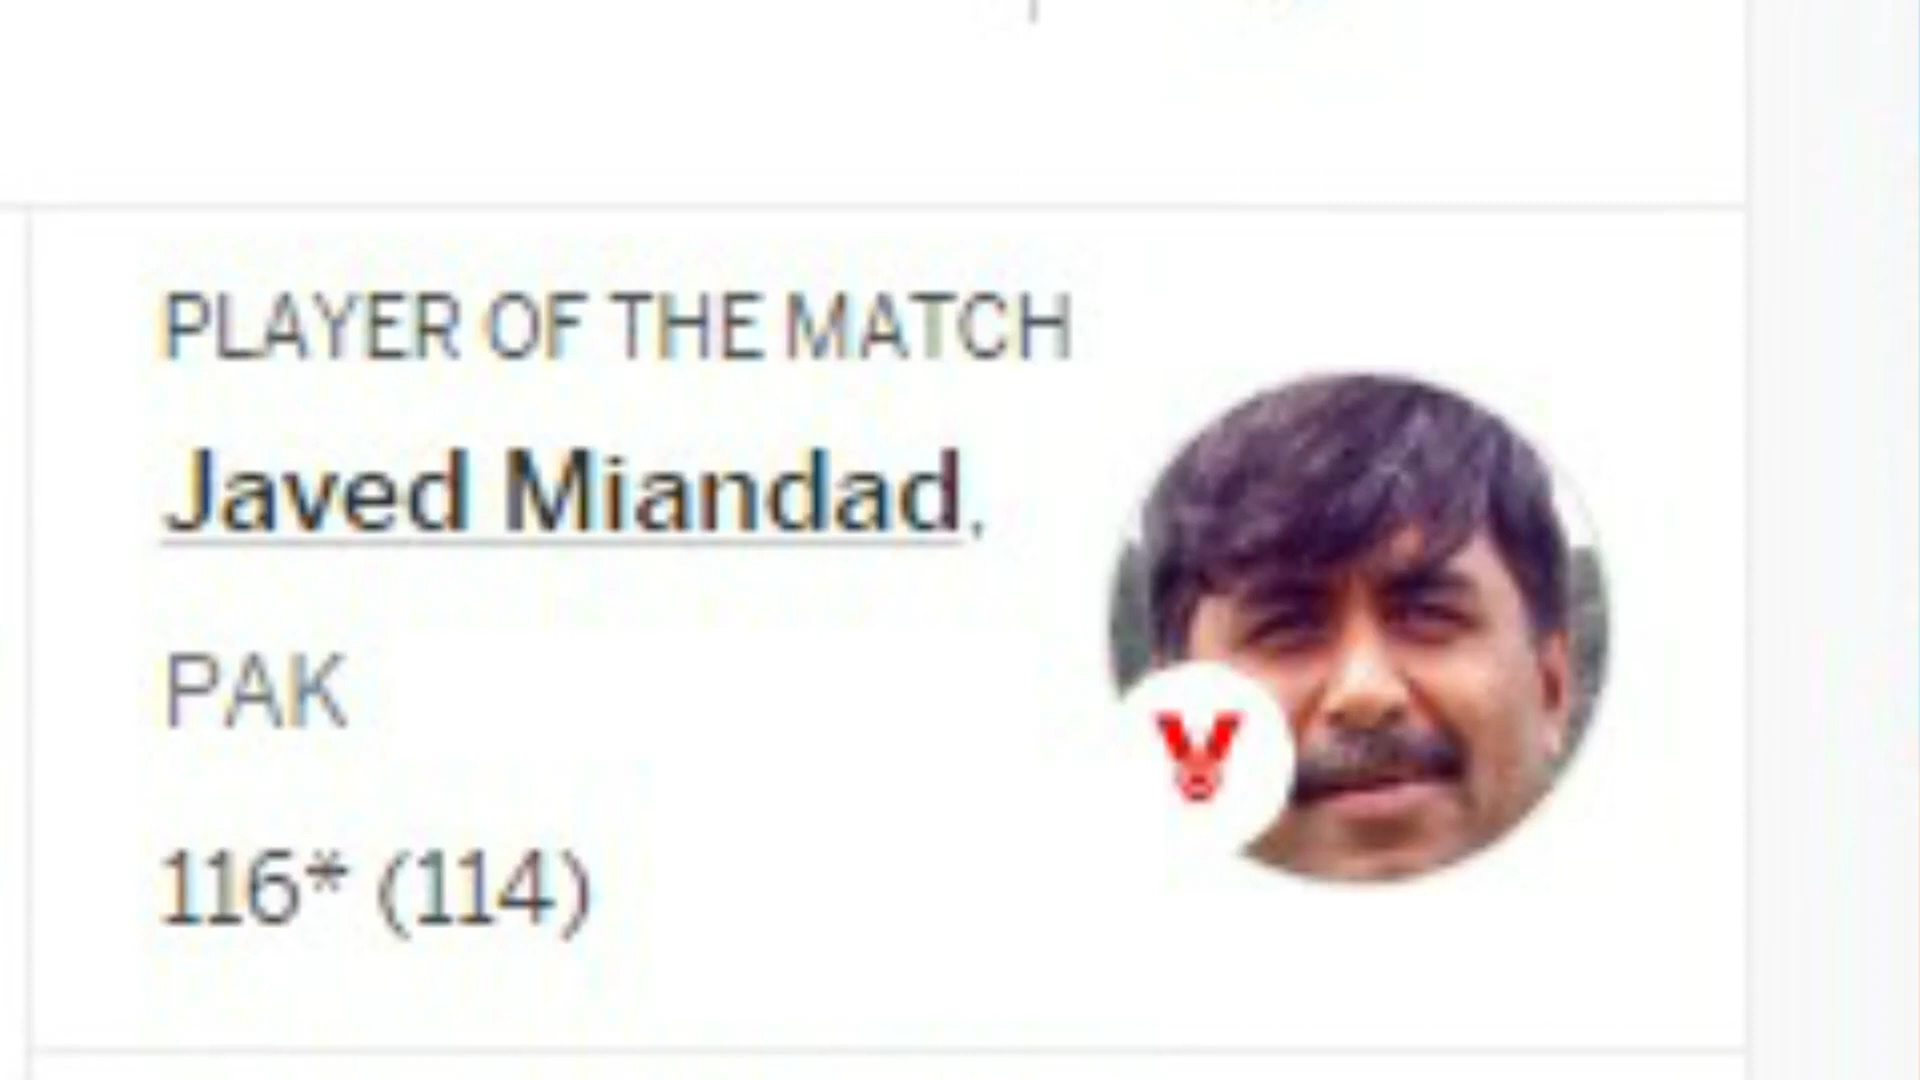 PLAYER OF THE MATCH
Javed Miandad,
PAK
116* (114)